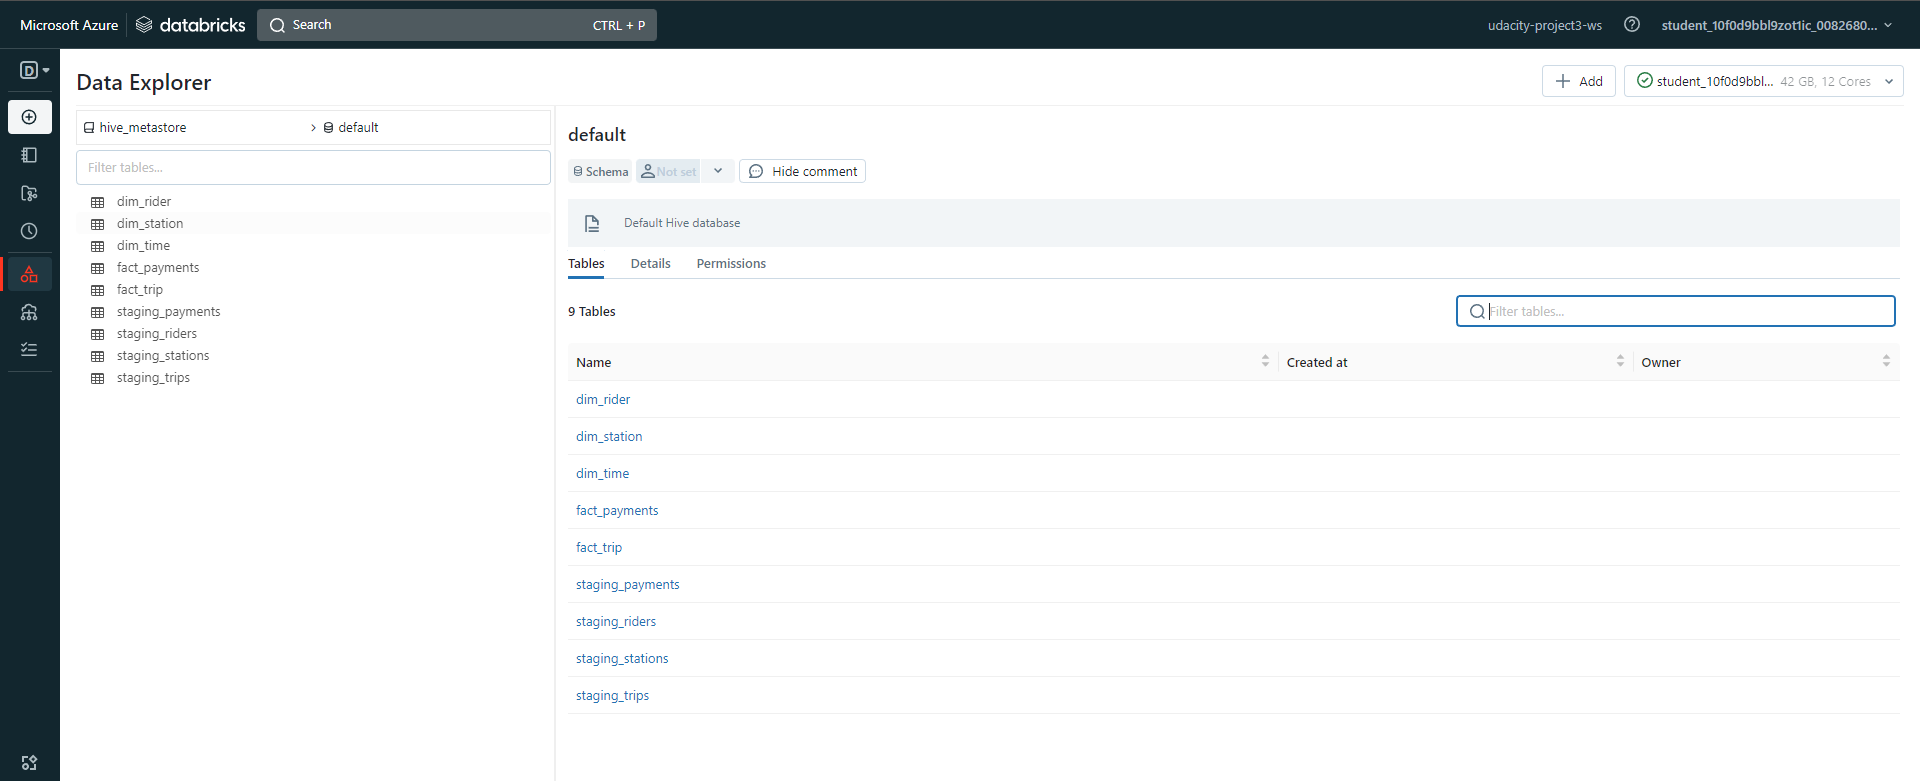 Microsoft Azure databricks Search CTRL + P udacity-project3-ws student_10f0d9bbl9zot1ic_0082680...
D
Data Explorer
Add student_10f0d9bbl... 42 GB, 12 Cores
hive_metastore > default
Filter tables...
dim_rider
dim_station
dim_time
fact_payments
fact_trip
staging_payments
staging_riders
staging_stations
staging_trips
default
Schema Not set Hide comment
Default Hive database
Tables Details Permissions
9 Tables Filter tables...
Name Created at Owner
dim_rider
dim_station
dim_time
fact_payments
fact_trip
staging_payments
staging_riders
staging_stations
staging_trips